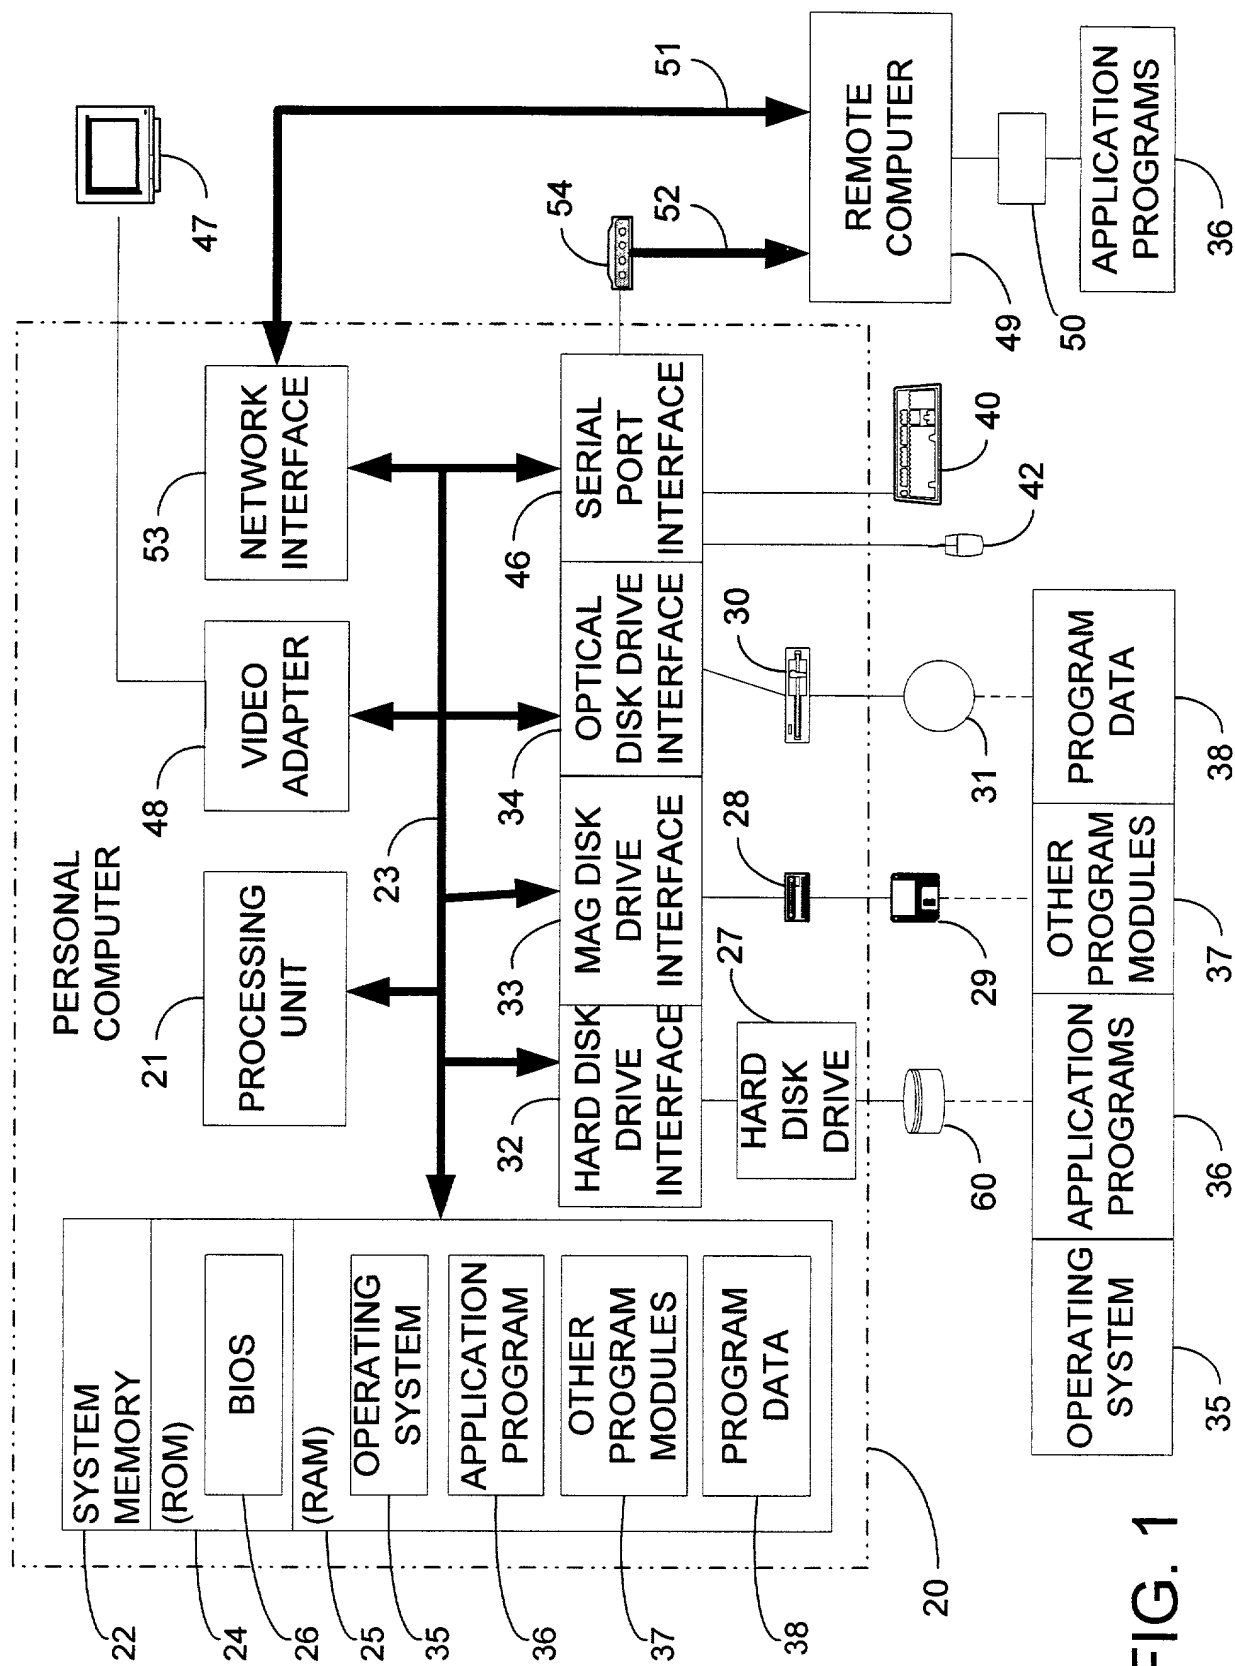 PERSONAL
COMPUTER
47
22
SYSTEM
MEMORY
24
(ROM)
26
BIOS
25
(RAM)
35
OPERATING
SYSTEM
36
APPLICATION
PROGRAM
37
OTHER
PROGRAM
MODULES
38
PROGRAM
DATA
21
PROCESSING
UNIT
48
VIDEO
ADAPTER
53
NETWORK
INTERFACE
23
32
HARD DISK
DRIVE
INTERFACE
33
MAG DISK
DRIVE
INTERFACE
34
OPTICAL
DISK DRIVE
INTERFACE
46
SERIAL
PORT
INTERFACE
54
51
52
27
HARD
DISK
DRIVE
28
30
REMOTE
COMPUTER
49
50
APPLICATION
PROGRAMS
36
20
60
29
31
42
40
OPERATING
SYSTEM
35
APPLICATION
PROGRAMS
36
OTHER
PROGRAM
MODULES
37
PROGRAM
DATA
38
FIG. 1